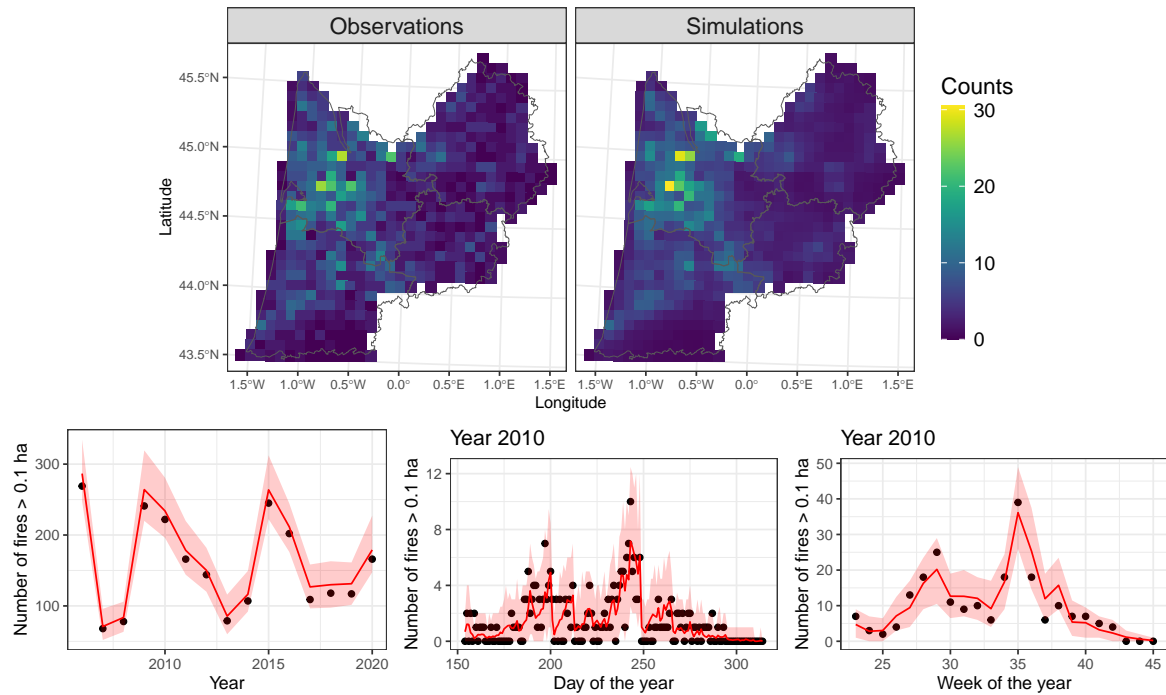 Observations
Simulations
45.5°N
45.0°N
44.5°N
44.0°N
43.5°N
Latitude
1.5°W 1.0°W 0.5°W 0.0° 0.5°E 1.0°E 1.5°E
1.5°W 1.0°W 0.5°W 0.0° 0.5°E 1.0°E 1.5°E
Longitude
Counts
30
20
10
0
Number of fires > 0.1 ha
300
200
100
2010 2015 2020
Year
Year 2010
Number of fires > 0.1 ha
12
8
4
0
150 200 250 300
Day of the year
Year 2010
Number of fires > 0.1 ha
50
40
30
20
10
0
25 30 35 40 45
Week of the year